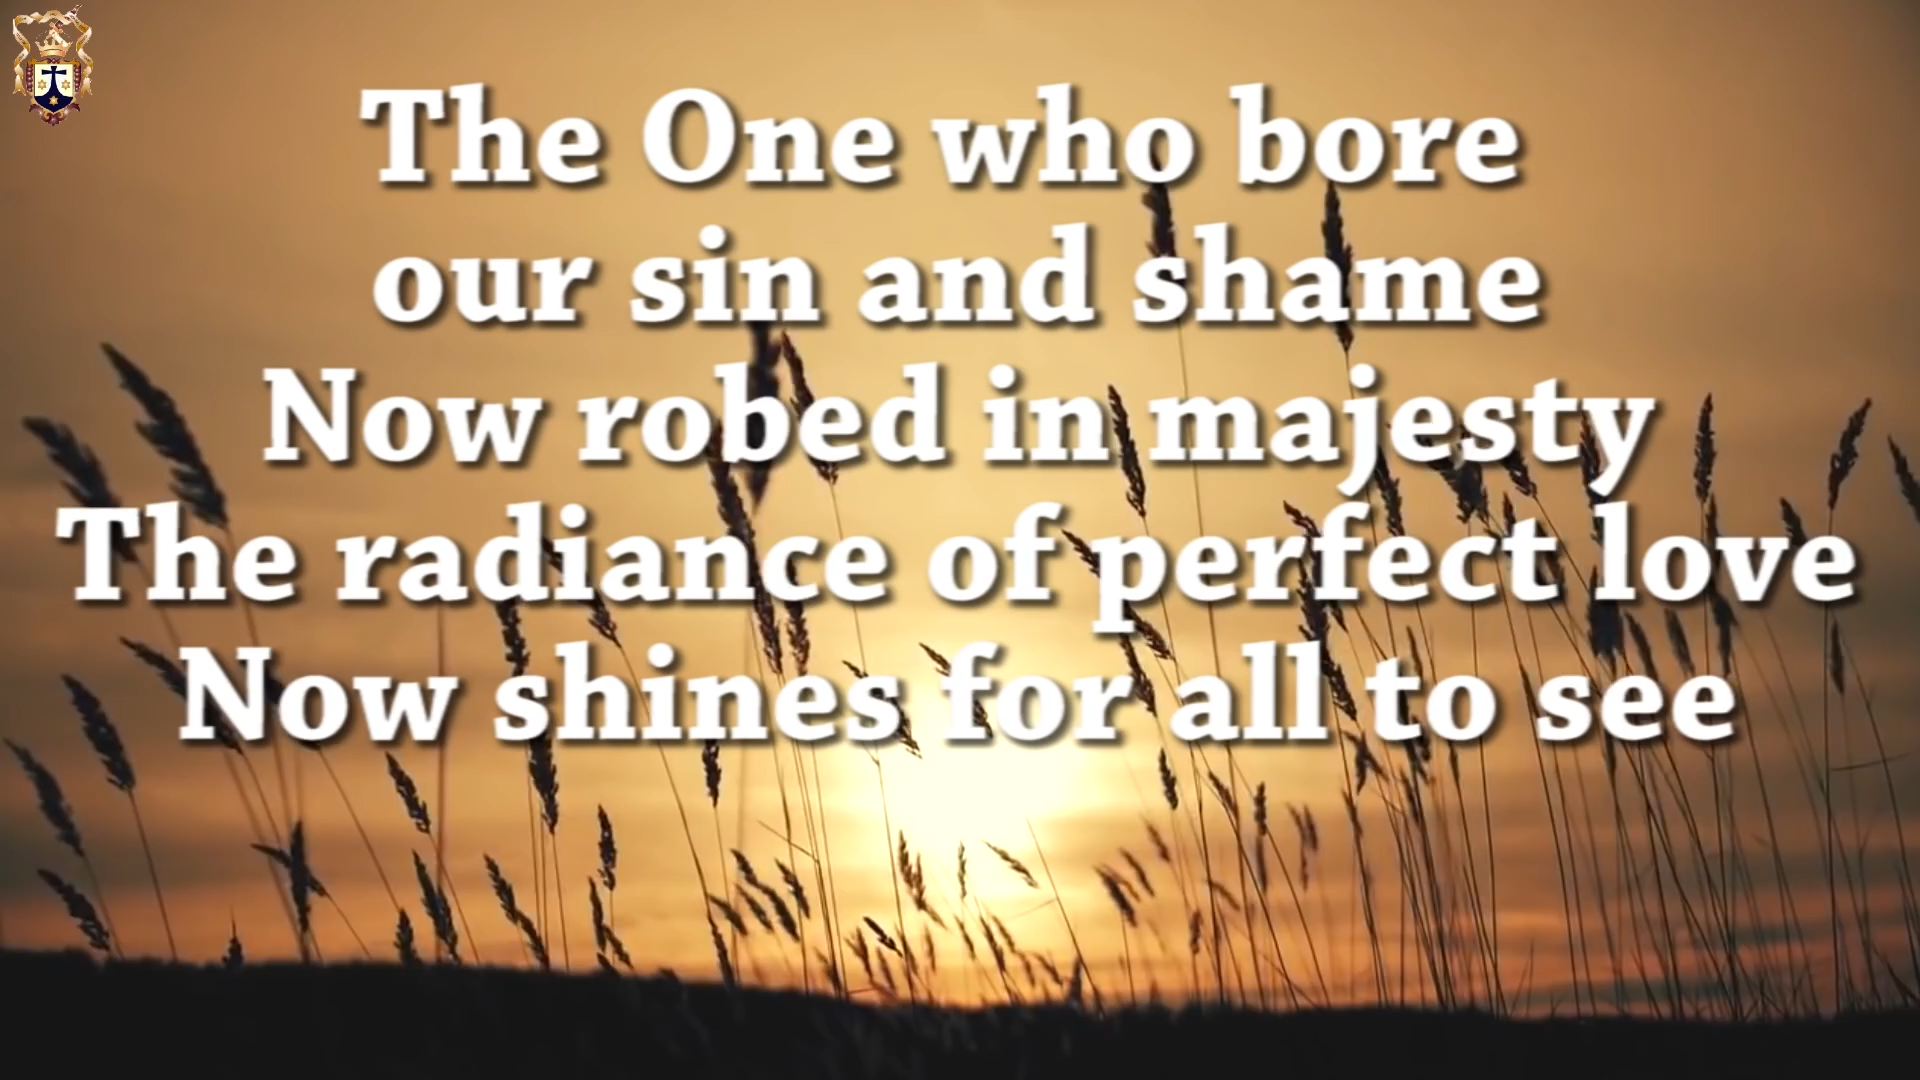 The One who bore
our sin and shame
Now robed in majesty
The radiance of perfect love
Now shines for all to see